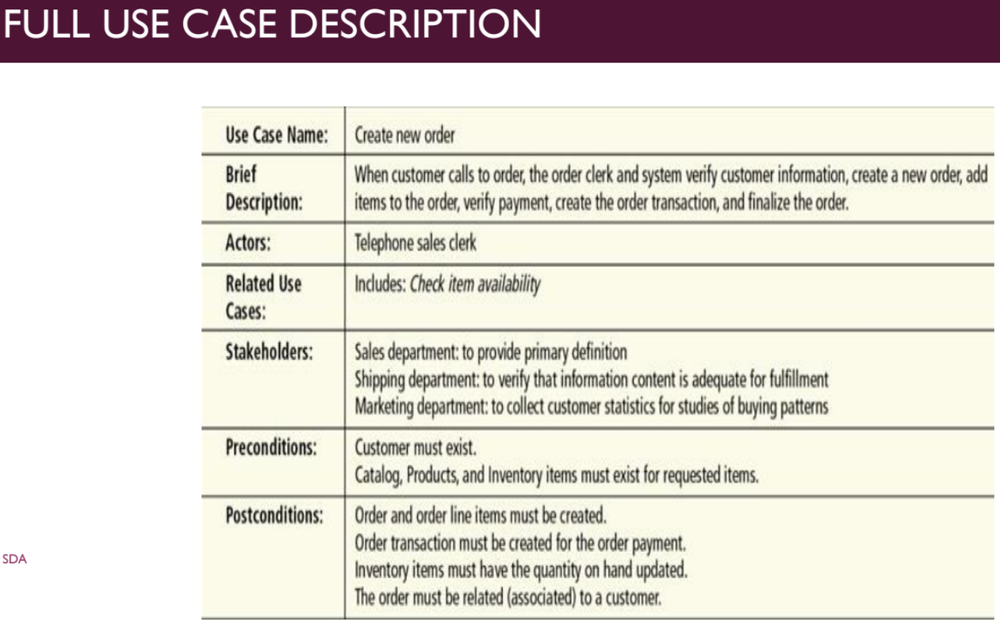 FULL USE CASE DESCRIPTION
Use Case Name: Create new order
Brief When customer calls to order, the order clerk and system verify customer information, create a new order, add
Description: items to the order, verify payment, create the order transaction, and finalize the order.
Actors: Telephone sales clerk
Related Use Includes: Check item availability
Cases:
Stakeholders: Sales department: to provide primary definition
Shipping department: to verify that information content is adequate for fulfillment
Marketing department: to collect customer statistics for studies of buying patterns
Preconditions: Customer must exist.
Catalog, Products, and Inventory items must exist for requested items.
Postconditions: Order and order line items must be created.
Order transaction must be created for the order payment.
SDA
Inventory items must have the quantity on hand updated.
The order must be related (associated) to a customer.